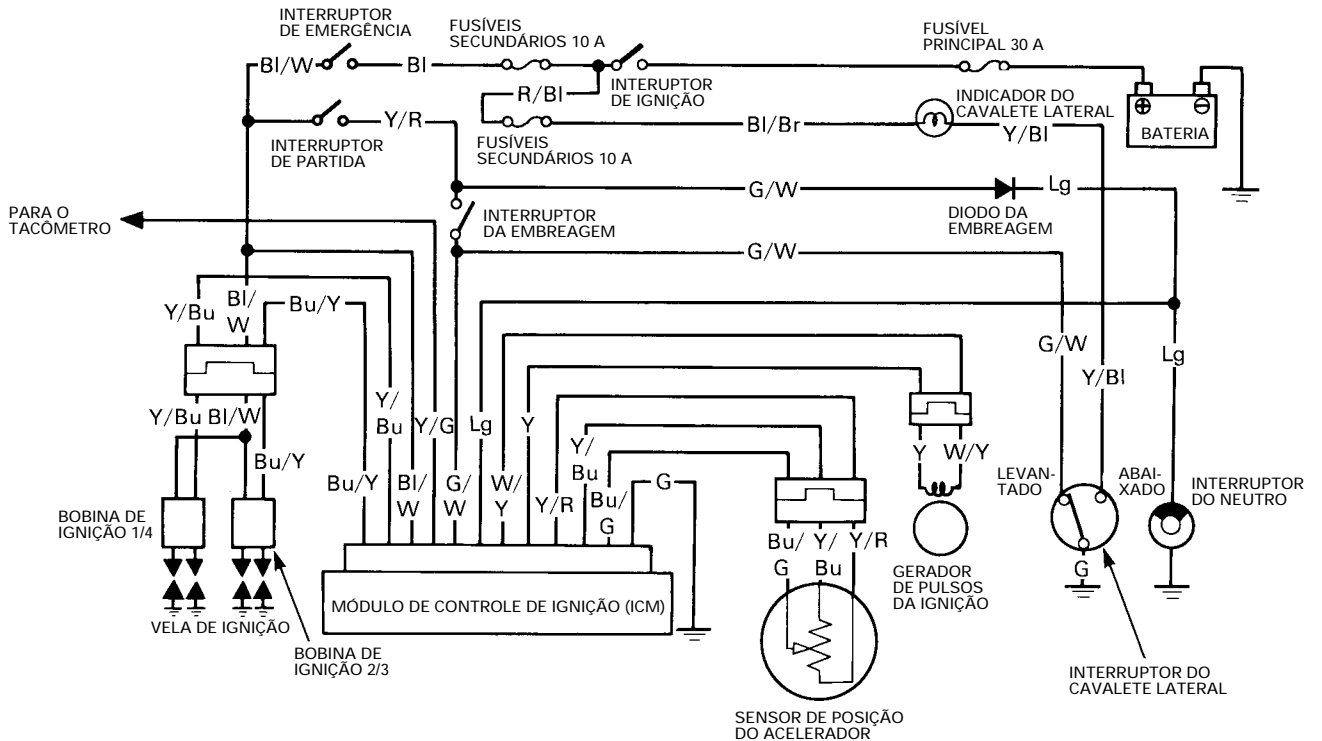 INTERRUPTOR
DE EMERGÊNCIA
FUSÍVEIS
SECUNDÁRIOS 10 A
FUSÍVEL
PRINCIPAL 30 A
Bl/W
Bl
R/Bl
INTERUPTOR
DE IGNIÇÃO
INDICADOR DO
CAVALETE LATERAL
BATERIA
Y/R
Bl/Br
Y/Bl
INTERRUPTOR
DE PARTIDA
FUSÍVEIS
SECUNDÁRIOS 10 A
G/W
Lg
DIODO DA
EMBREAGEM
PARA O
TACÔMETRO
INTERRUPTOR
DA EMBREAGEM
G/W
Y/Bu
Bl/
W
Bu/Y
G/W
Y/Bl
Lg
Y/Bu
Bl/W
Bu/Y
Bu/Y
Y/
Bu
Bl/
W
Y/G
G/
W
Lg
W/
Y
Y
Y/R
Y/
Bu
Bu/
G
G
Y
W/Y
LEVAN-
TADO
ABAI-
XADO
INTERRUPTOR
DO NEUTRO
BOBINA DE
IGNIÇÃO 1/4
Bu/
G
Y/
Bu
Y/R
GERADOR
DE PULSOS
DA IGNIÇÃO
G
MÓDULO DE CONTROLE DE IGNIÇÃO (ICM)
VELA DE IGNIÇÃO
BOBINA DE
IGNIÇÃO 2/3
INTERRUPTOR DO
CAVALETE LATERAL
SENSOR DE POSIÇÃO
DO ACELERADOR